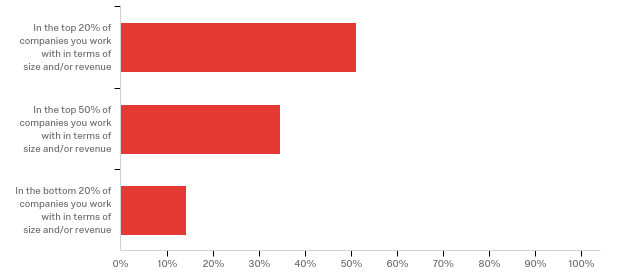 In the top 20% of
companies you work
with in terms of
size and/or revenue
In the top 50% of
companies you work
with in terms of
size and/or revenue
In the bottom 20% of
companies you work
with in terms of
size and/or revenue
0% 10% 20% 30% 40% 50% 60% 70% 80% 90% 100%